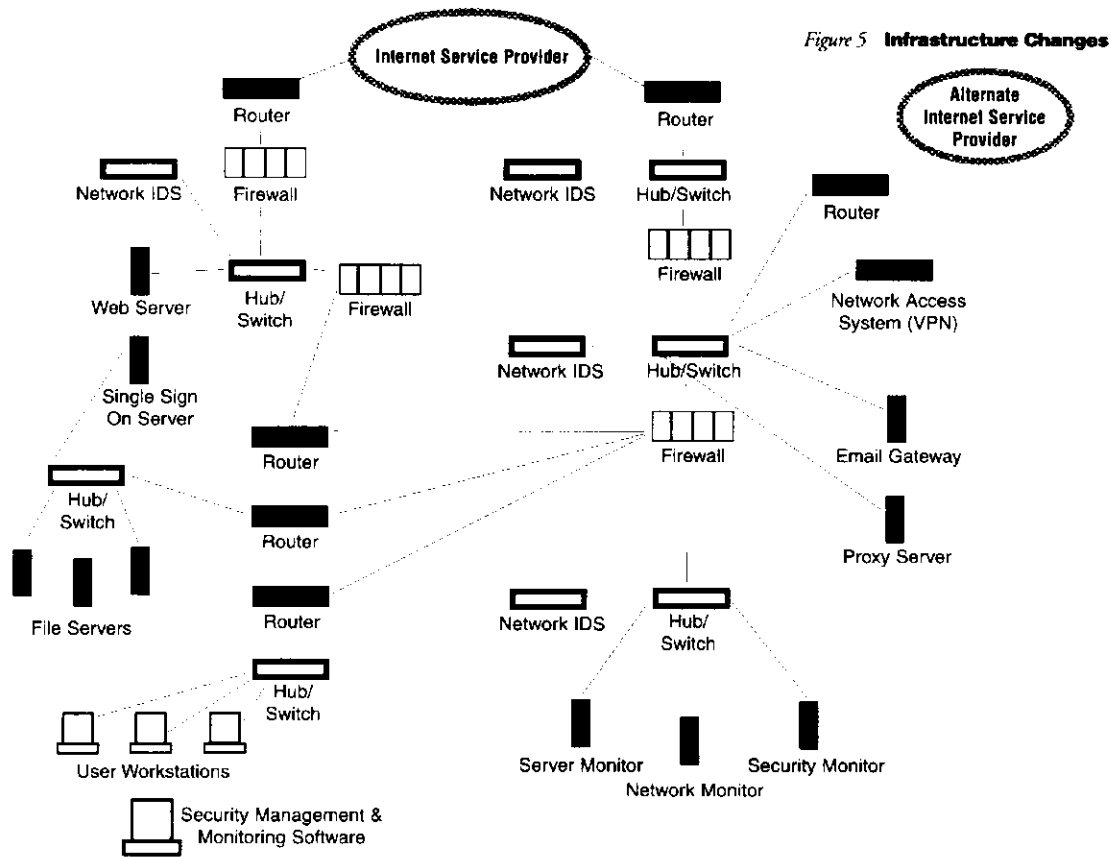 Figure 5 Infrastructure Changes
Internet Service Provider
Alternate
Internet Service
Provider
Router
Router
Network IDS
Firewall
Network IDS
Hub/Switch
Router
Web Server
Hub/
Switch
Firewall
Firewall
Network Access
System (VPN)
Single Sign
On Server
Network IDS
Hub/Switch
Router
Firewall
Email Gateway
Hub/
Switch
Router
Proxy Server
File Servers
Router
Network IDS
Hub/
Switch
Hub/
Switch
User Workstations
Server Monitor
Network Monitor
Security Monitor
Security Management &
Monitoring Software